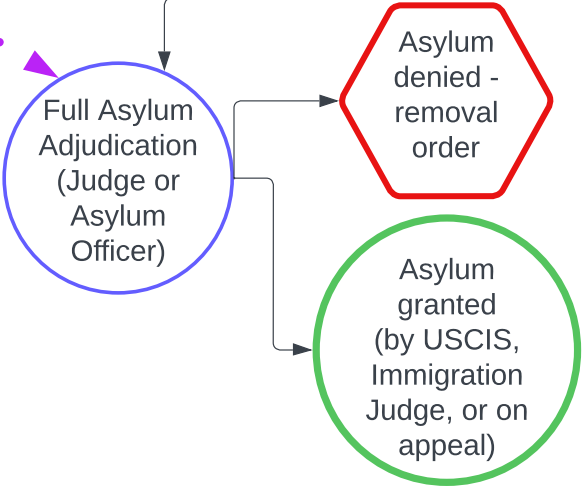 Full Asylum
Adjudication
(Judge or
Asylum
Officer)
Asylum
denied -
removal
order
Asylum
granted
(by USCIS,
Immigration
Judge, or on
appeal)